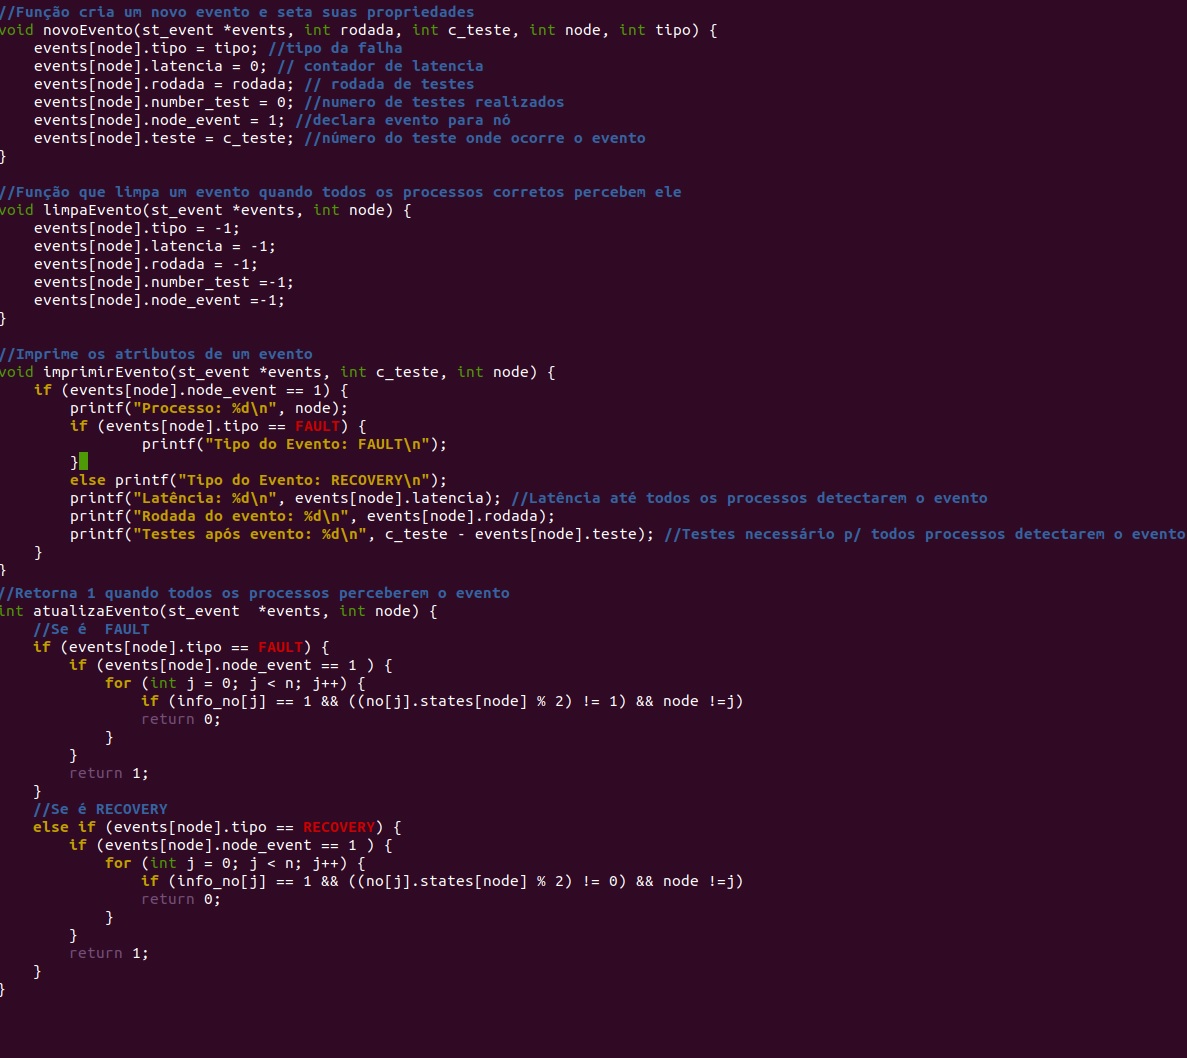 //Função cria um novo evento e seta suas propriedades
void novoEvento(st_event *events, int rodada, int c_teste, int node, int tipo) {
    events[node].tipo = tipo; //tipo da falha
    events[node].latencia = 0; // contador de latencia
    events[node].rodada = rodada; // rodada de testes
    events[node].number_test = 0; //numero de testes realizados
    events[node].node_event = 1; //declara evento para nó
    events[node].teste = c_teste; //número do teste onde ocorre o evento
}

//Função que limpa um evento quando todos os processos corretos percebem ele
void limpaEvento(st_event *events, int node) {
    events[node].tipo = -1;
    events[node].latencia = -1;
    events[node].rodada = -1;
    events[node].number_test =-1;
    events[node].node_event =-1;
}

//Imprime os atributos de um evento
void imprimirEvento(st_event *events, int c_teste, int node) {
    if (events[node].node_event == 1) {
        printf("Processo: %d\n", node);
        if (events[node].tipo == FAULT) {
                printf("Tipo do Evento: FAULT\n");
        }
        else printf("Tipo do Evento: RECOVERY\n");
        printf("Latência: %d\n", events[node].latencia); //Latência até todos os processos detectarem o evento
        printf("Rodada do evento: %d\n", events[node].rodada);
        printf("Testes após evento: %d\n", c_teste - events[node].teste); //Testes necessário p/ todos processos detectarem o evento
    }
}
//Retorna 1 quando todos os processos perceberem o evento
int atualizaEvento(st_event  *events, int node) {
    //Se é  FAULT
    if (events[node].tipo == FAULT) {
        if (events[node].node_event == 1 ) {
            for (int j = 0; j < n; j++) {
                if (info_no[j] == 1 && ((no[j].states[node] % 2) != 1) && node !=j)
                return 0;
            }
        }
        return 1;
    }
    //Se é RECOVERY
    else if (events[node].tipo == RECOVERY) {
        if (events[node].node_event == 1 ) {
            for (int j = 0; j < n; j++) {
                if (info_no[j] == 1 && ((no[j].states[node] % 2) != 0) && node !=j)
                return 0;
            }
        }
        return 1;
    }
}